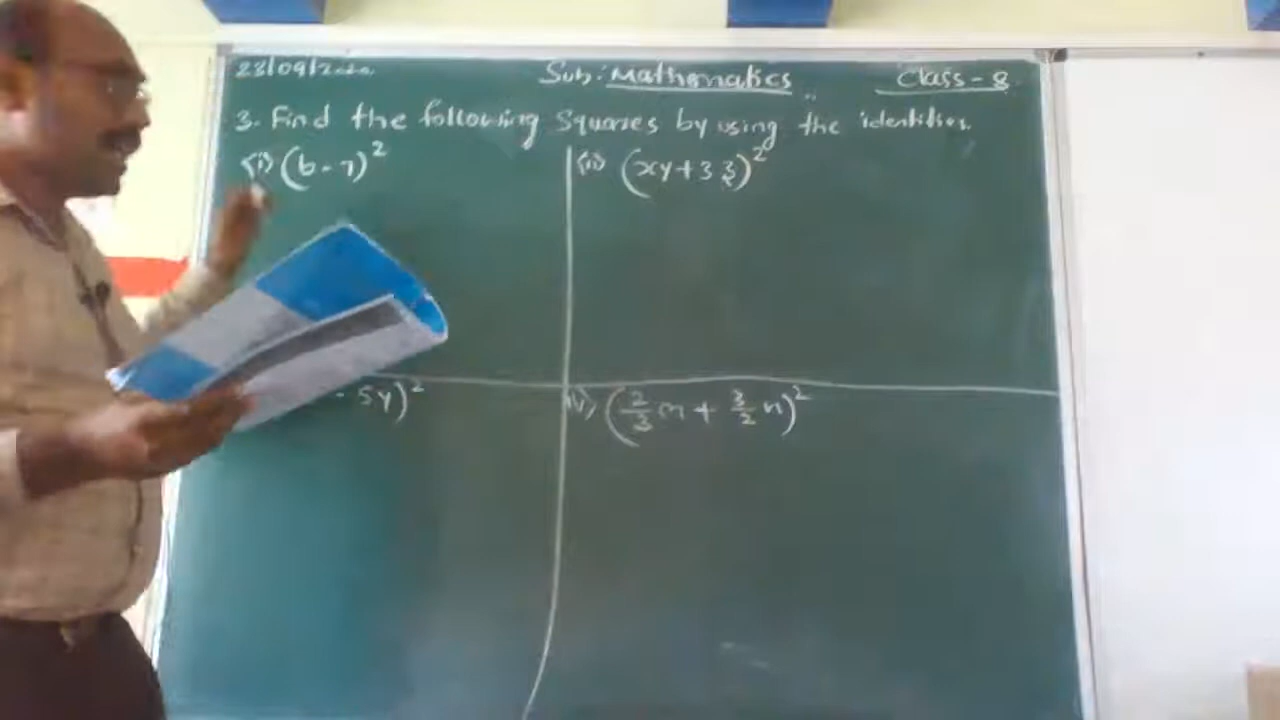 23/09/2020 Sub: Mathematics Class - 8
3. Find the following squares by using the identities.
(i) (b - 7)²
(ii) (xy + 3z)²
- 5y)²
(iv) (2/3 m + 3/2 n)²